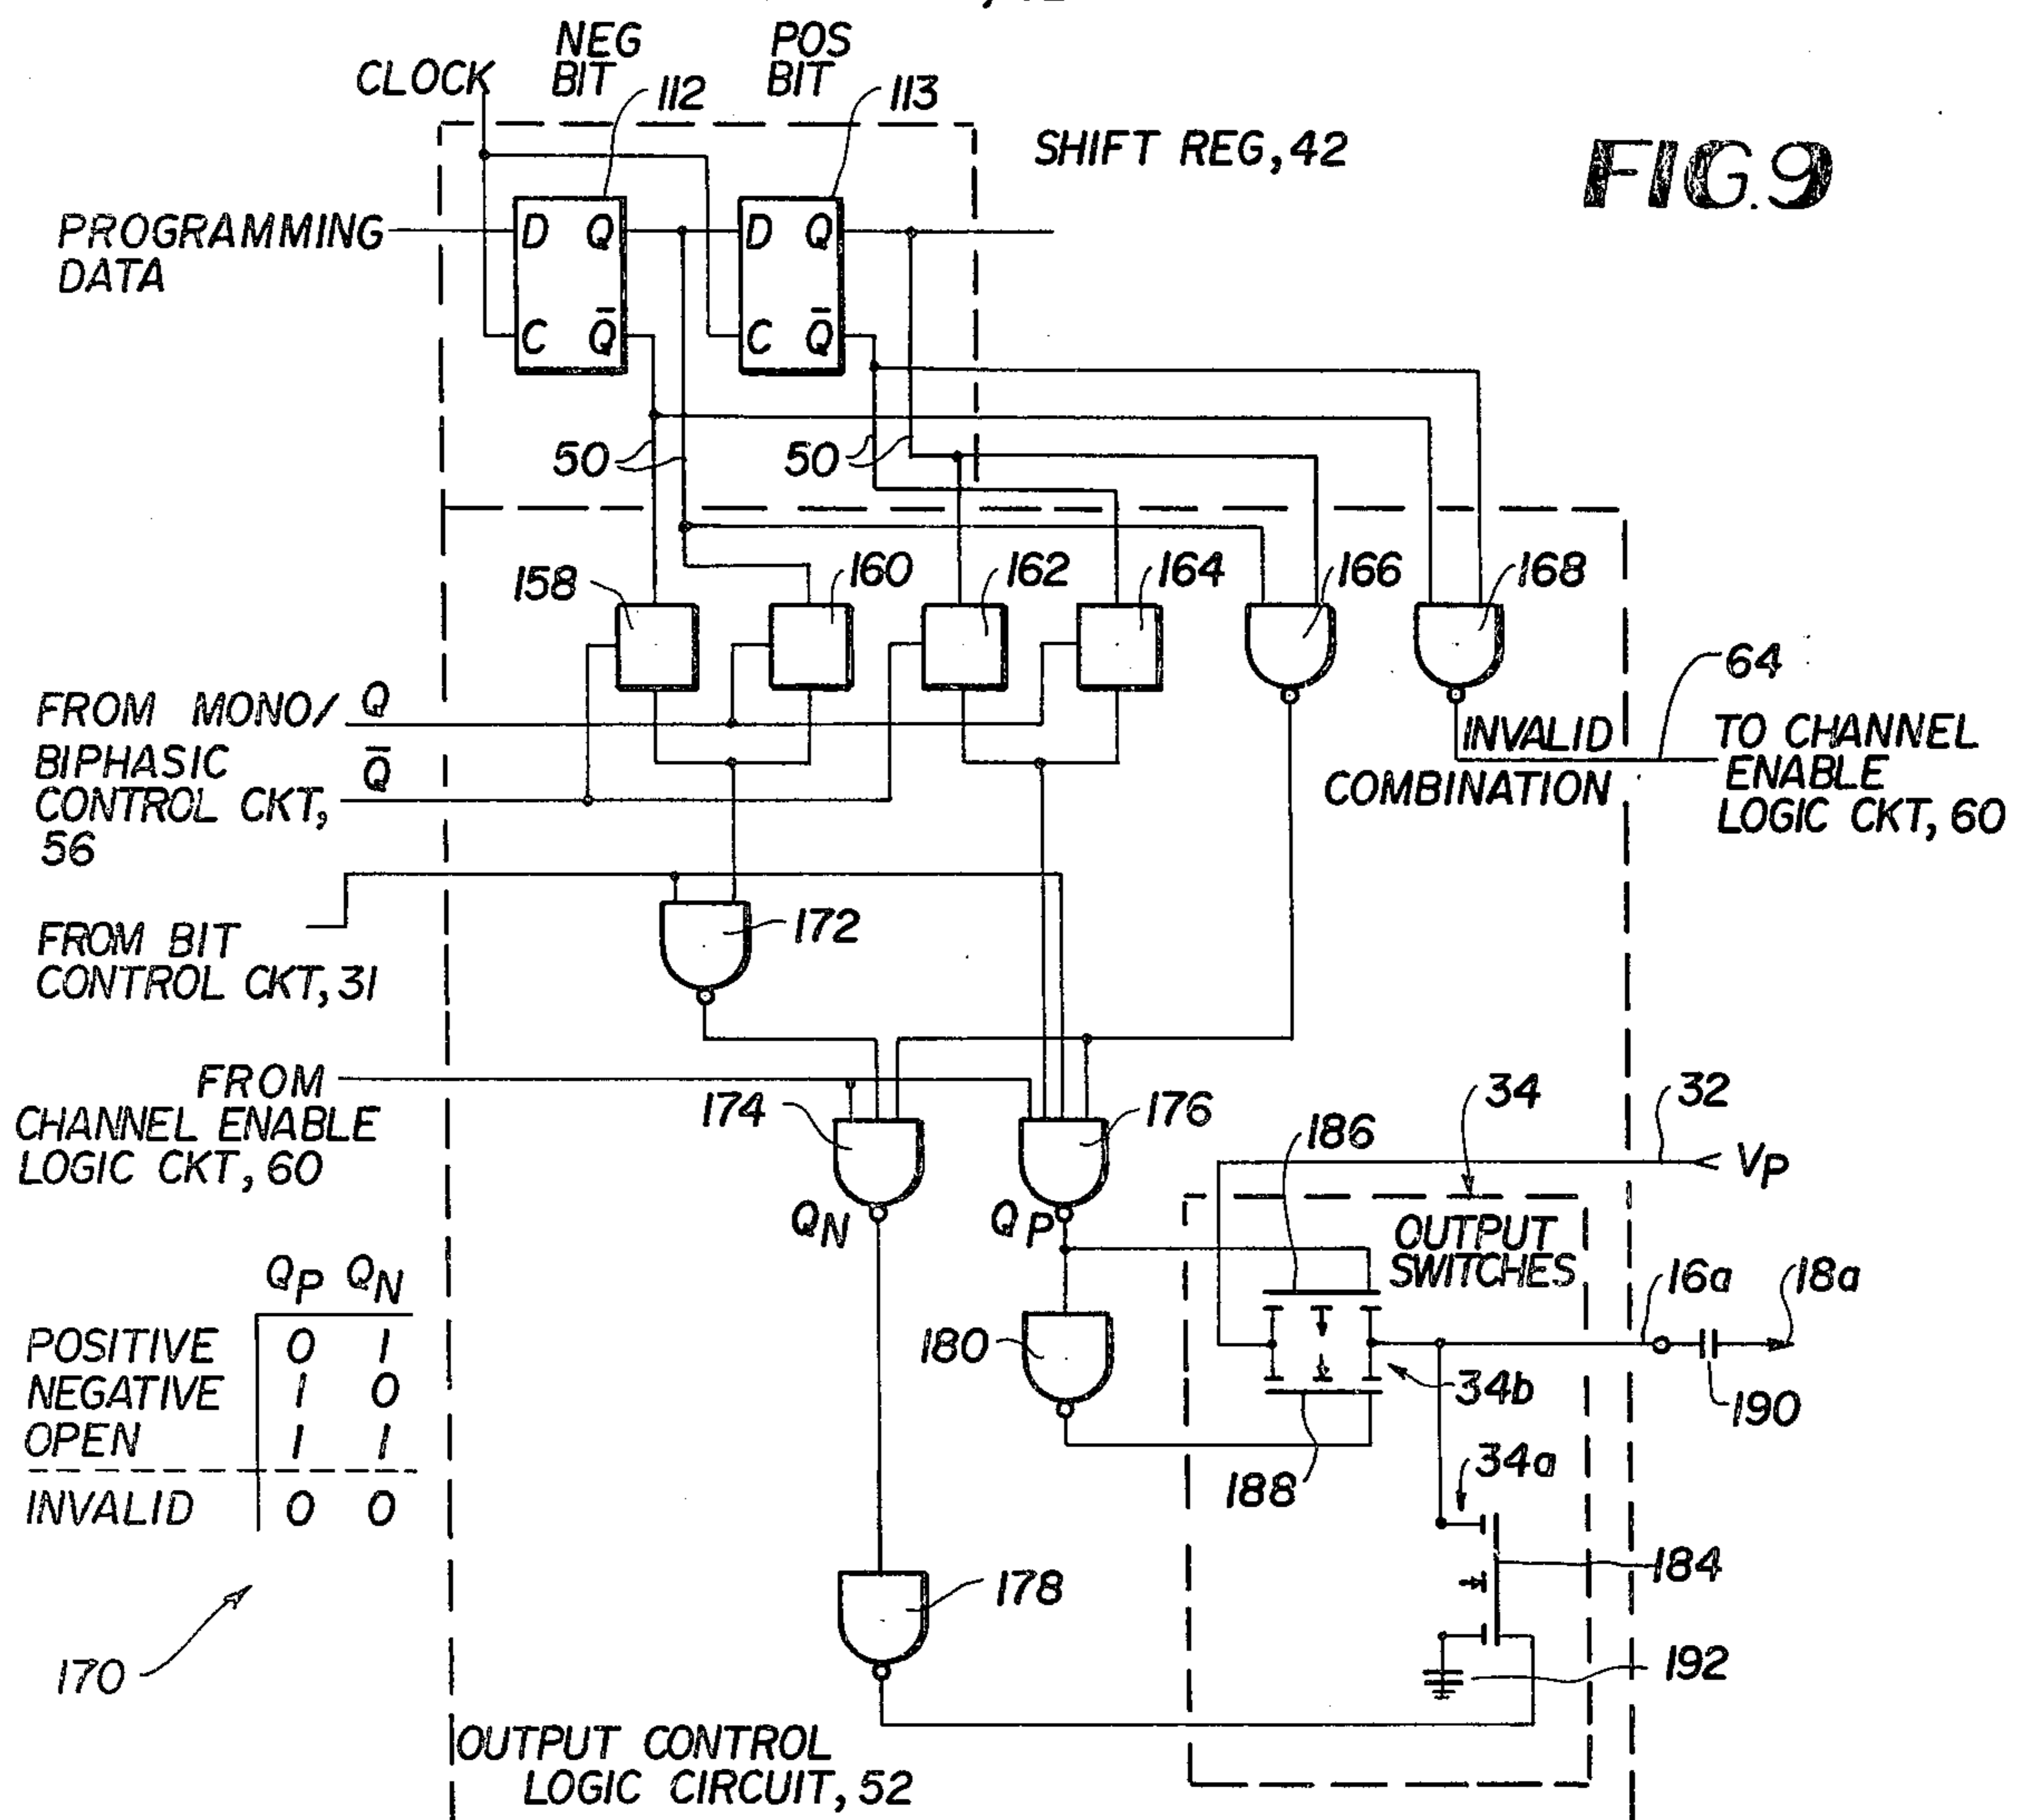 CLOCK
NEG
BIT
112
POS
BIT
113
SHIFT REG, 42
FIG. 9
PROGRAMMING
DATA
D Q
C Q̅
D Q
C Q̅
50
50
158
160
162
164
166
168
64
FROM MONO/ Q
BIPHASIC Q̅
CONTROL CKT,
56
INVALID
COMBINATION
TO CHANNEL
ENABLE
LOGIC CKT, 60
FROM BIT
CONTROL CKT, 31
172
FROM
CHANNEL ENABLE
LOGIC CKT, 60
174
176
QN
QP
186
34
32
VP
OUTPUT
SWITCHES
16a
18a
180
34b
190
188
34a
184
192
178
QP QN
POSITIVE 0 1
NEGATIVE 1 0
OPEN 1 1
INVALID 0 0
170
OUTPUT CONTROL
LOGIC CIRCUIT, 52